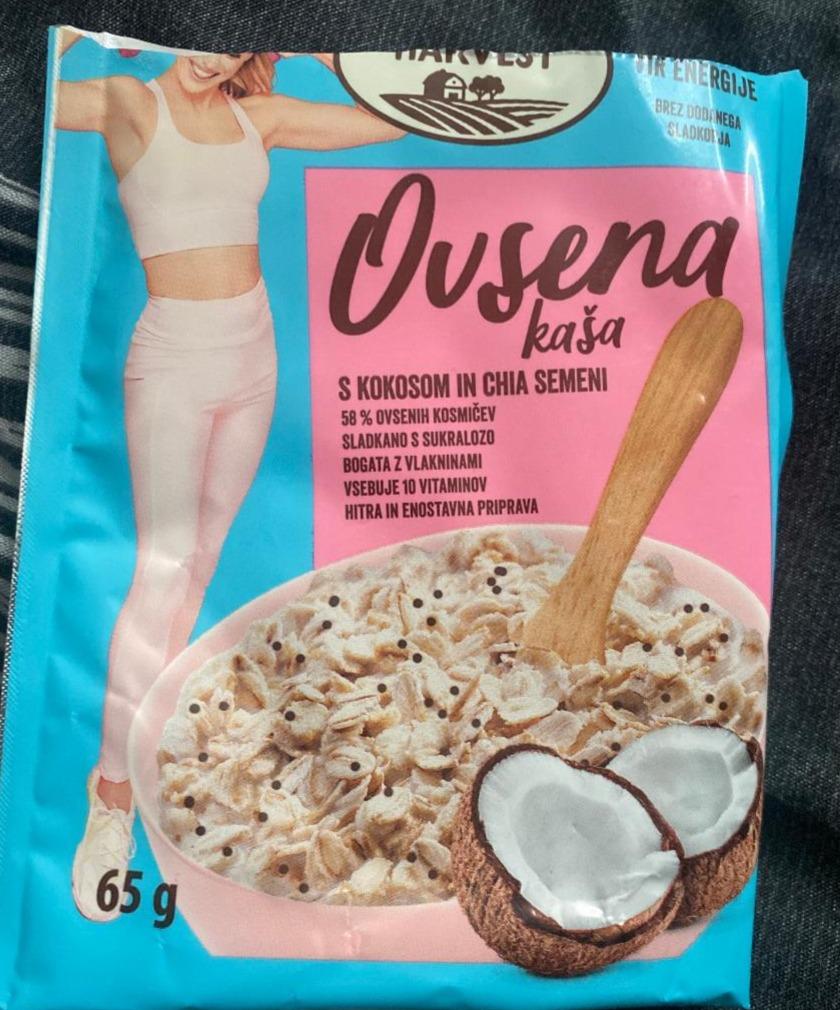 HARVEST
VIR ENERGIJE
BREZ DODANEGA
SLADKORJA
Ovsena
kaša
S KOKOSOM IN CHIA SEMENI
58 % OVSENIH KOSMIČEV
SLADKANO S SUKRALOZO
BOGATA Z VLAKNINAMI
VSEBUJE 10 VITAMINOV
HITRA IN ENOSTAVNA PRIPRAVA
65 g